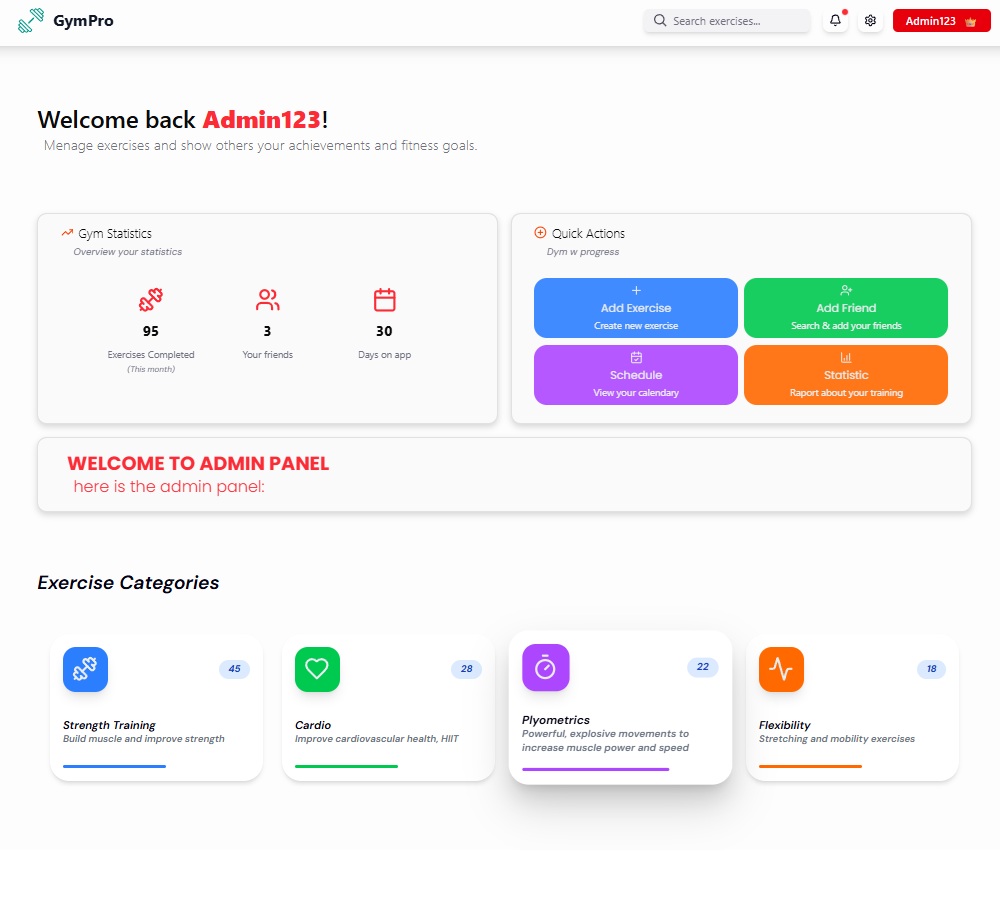 GymPro
Search exercises...
Admin123
Welcome back Admin123!
Menage exercises and show others your achievements and fitness goals.
Gym Statistics
Overview your statistics
95
Exercises Completed
(This month)
3
Your friends
30
Days on app
Quick Actions
Dym w progress
Add Exercise
Create new exercise
Add Friend
Search & add your friends
Schedule
View your calendary
Statistic
Raport about your training
WELCOME TO ADMIN PANEL
here is the admin panel:
Exercise Categories
45
Strength Training
Build muscle and improve strength
28
Cardio
Improve cardiovascular health, HIIT
22
Plyometrics
Powerful, explosive movements to
increase muscle power and speed
18
Flexibility
Stretching and mobility exercises